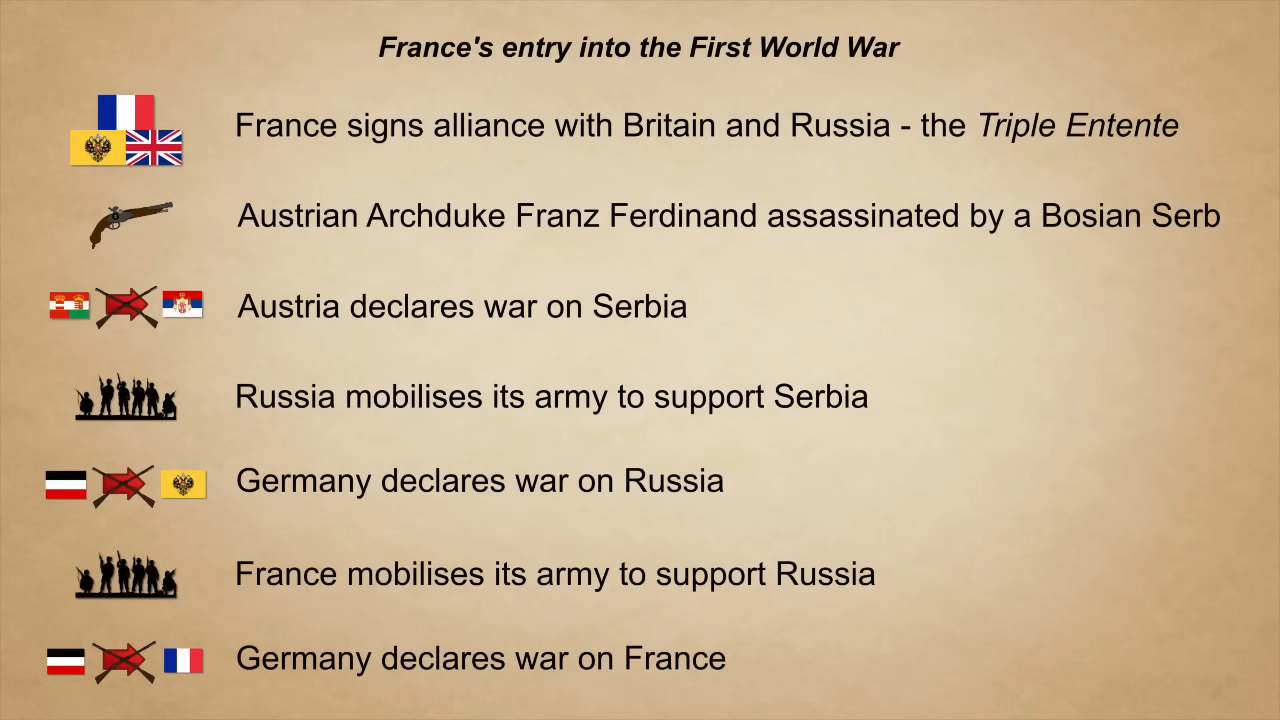 France's entry into the First World War
France signs alliance with Britain and Russia - the Triple Entente
Austrian Archduke Franz Ferdinand assassinated by a Bosian Serb
Austria declares war on Serbia
Russia mobilises its army to support Serbia
Germany declares war on Russia
France mobilises its army to support Russia
Germany declares war on France